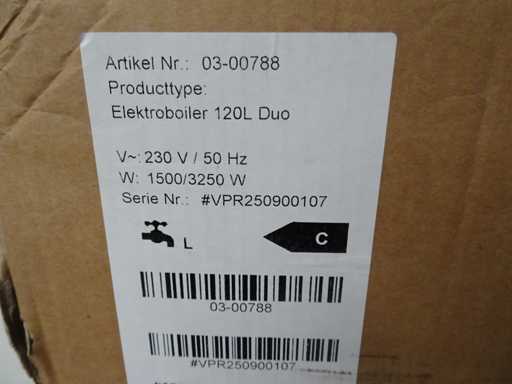 Artikel Nr.: 03-00788
Producttype:
Elektroboiler 120L Duo
V~: 230 V / 50 Hz
W: 1500/3250 W
Serie Nr.: #VPR250900107
L C
03-00788
#VPR250900107